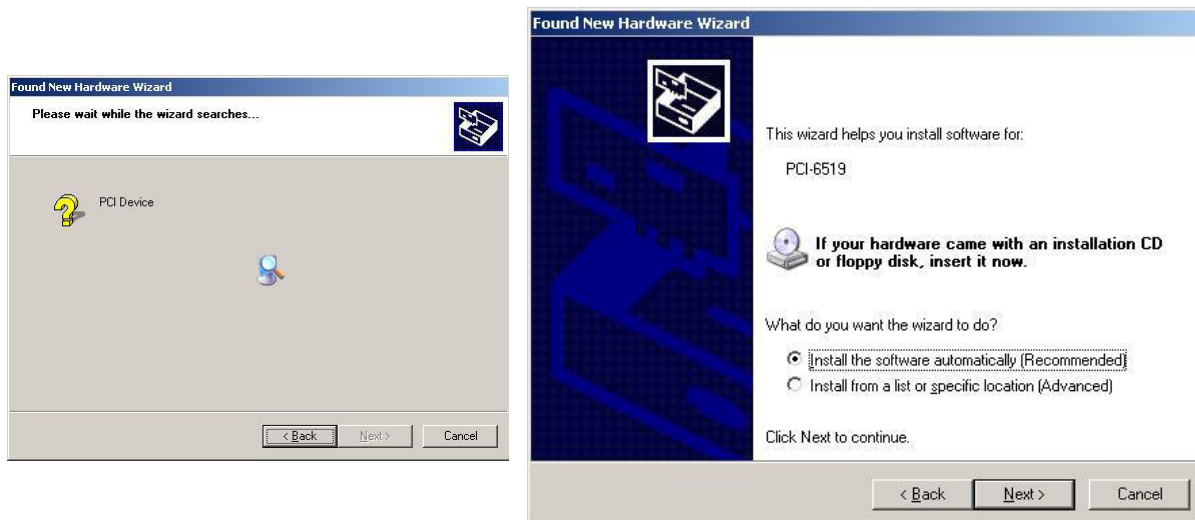 Found New Hardware Wizard
Please wait while the wizard searches...
PCI Device
< Back
Next >
Cancel
Found New Hardware Wizard
This wizard helps you install software for:
PCI-6519
If your hardware came with an installation CD
or floppy disk, insert it now.
What do you want the wizard to do?
Install the software automatically (Recommended)
Install from a list or specific location (Advanced)
Click Next to continue.
< Back
Next >
Cancel